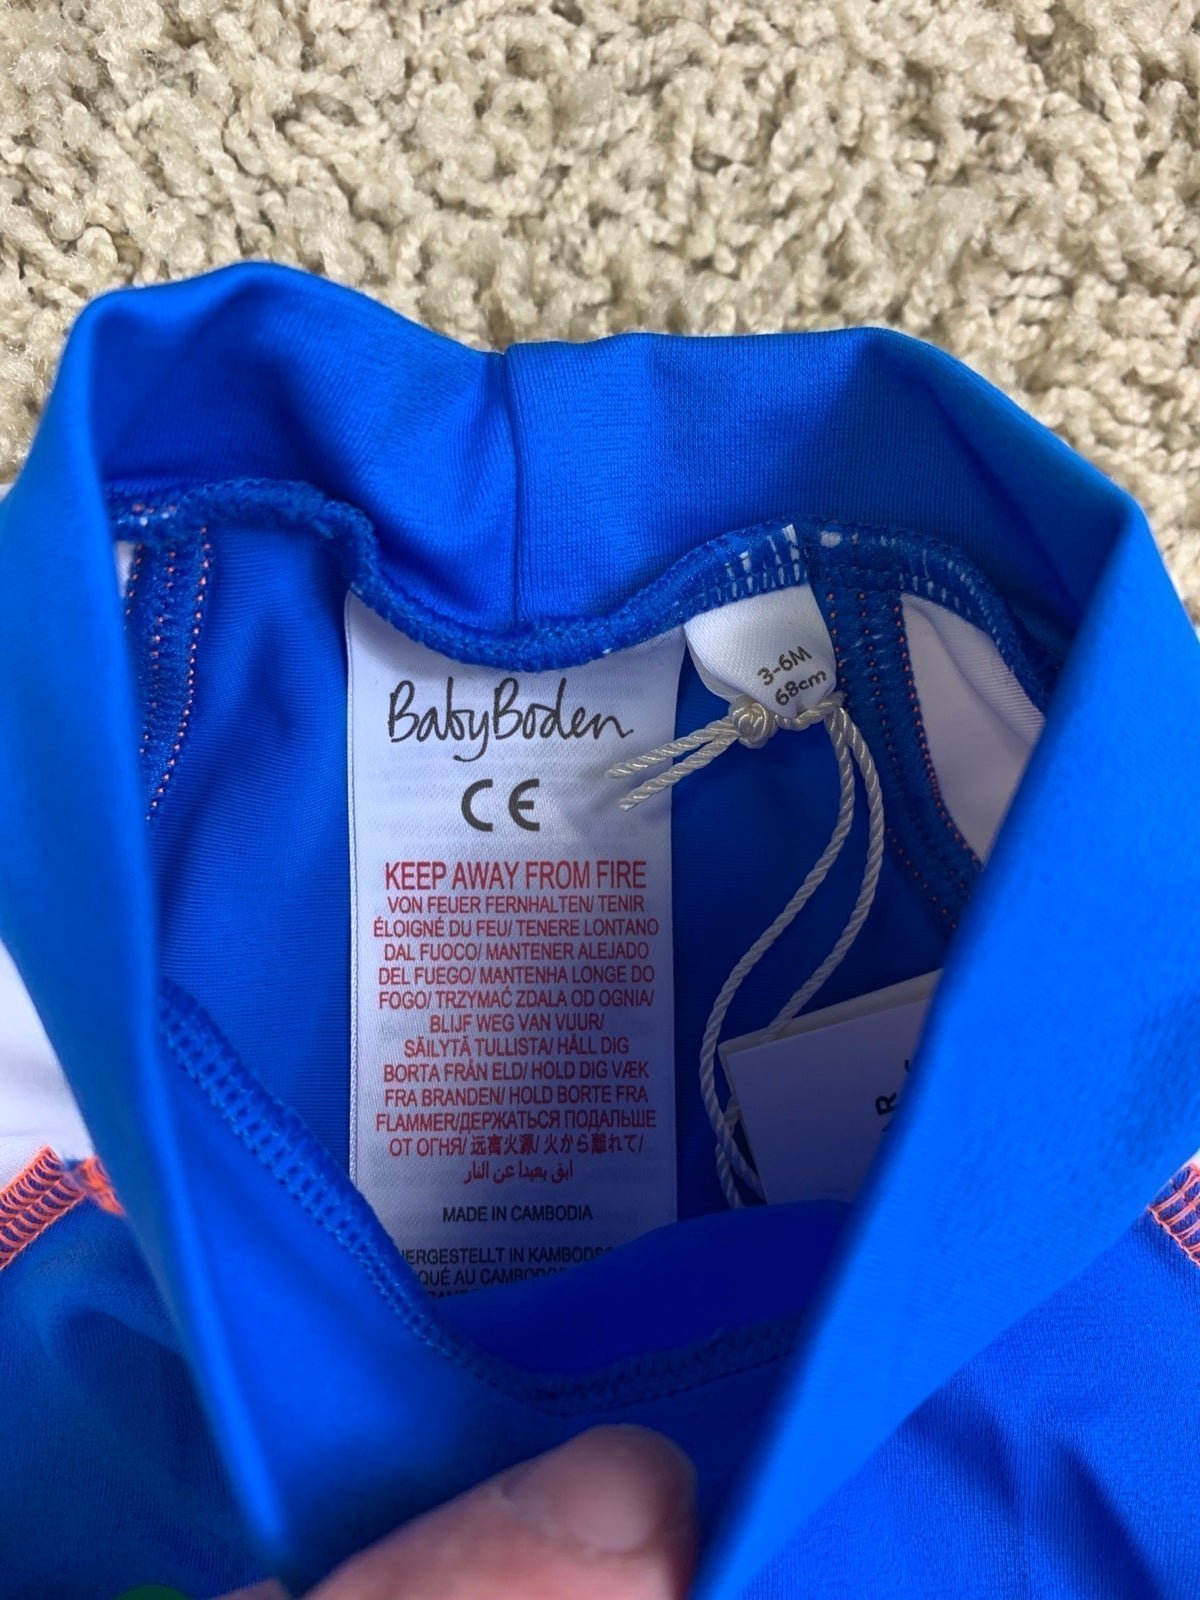 BabyBoden
CE
3-6M
68cm
KEEP AWAY FROM FIRE
VON FEUER FERNHALTEN/ TENIR
ÉLOIGNÉ DU FEU/ TENERE LONTANO
DAL FUOCO/ MANTENER ALEJADO
DEL FUEGO/ MANTENHA LONGE DO
FOGO/ TRZYMAĆ ZDALA OD OGNIA/
BLIJF WEG VAN VUUR/
SÄILYTÄ TULLISTA/ HÅLL DIG
BORTA FRÅN ELD/ HOLD DIG VÆK
FRA BRANDEN/ HOLD BORTE FRA
FLAMMER/ДЕРЖАТЬСЯ ПОДАЛЬШЕ
ОТ ОГНЯ/ 远离火源/ 火から離れて/
ابق بعيدا عن النار
MADE IN CAMBODIA
IN
AU